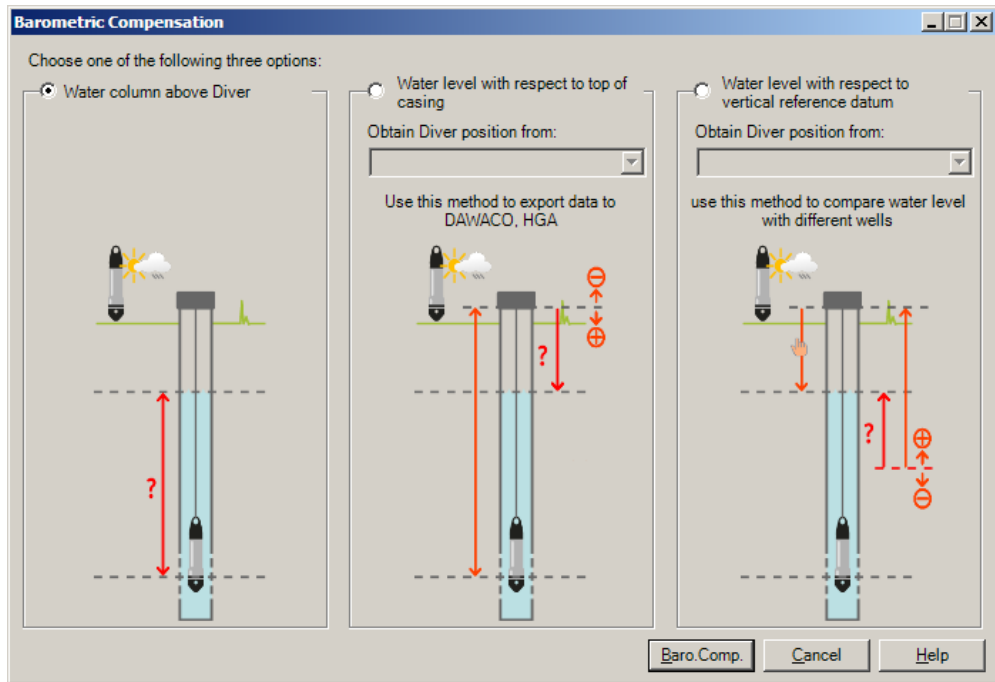 Barometric Compensation
Choose one of the following three options:
Water column above Diver
Water level with respect to top of
casing
Obtain Diver position from:
Use this method to export data to
DAWACO, HGA
?
Water level with respect to
vertical reference datum
Obtain Diver position from:
use this method to compare water level
with different wells
?
?
Baro.Comp.
Cancel
Help